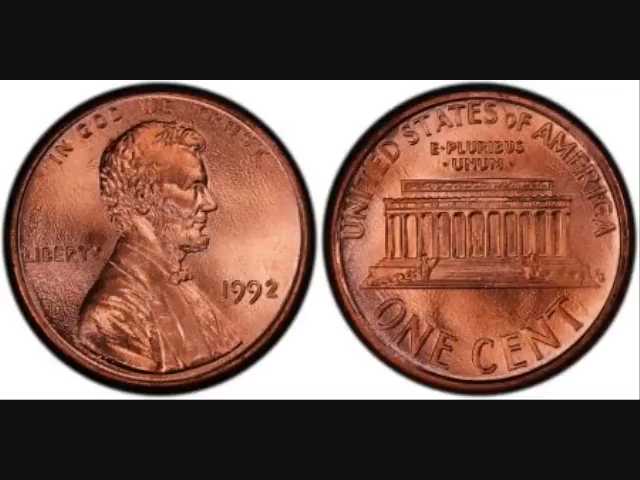 IN GOD WE TRUST
LIBERTY
1992
UNITED STATES OF AMERICA
E·PLURIBUS
·UNUM·
ONE CENT